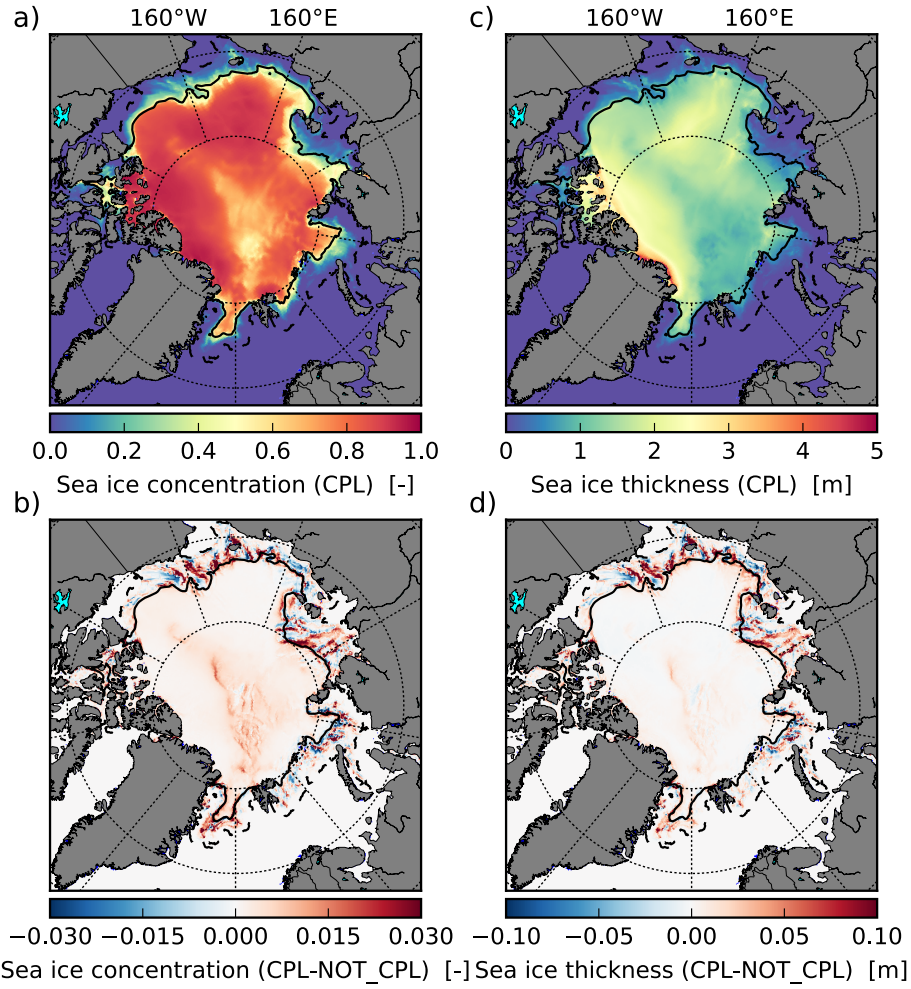 a)
160°W
160°E
c)
160°W
160°E
0.0 0.2 0.4 0.6 0.8 1.0
Sea ice concentration (CPL) [-]
0 1 2 3 4 5
Sea ice thickness (CPL) [m]
b)
d)
−0.030 −0.015 0.000 0.015 0.030
Sea ice concentration (CPL-NOT_CPL) [-]
−0.10 −0.05 0.00 0.05 0.10
Sea ice thickness (CPL-NOT_CPL) [m]